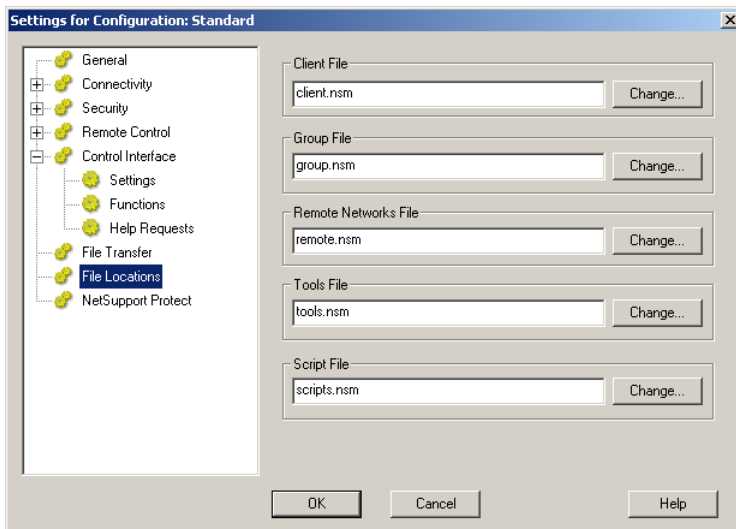 Settings for Configuration: Standard
General
Connectivity
Security
Remote Control
Control Interface
Settings
Functions
Help Requests
File Transfer
File Locations
NetSupport Protect
Client File
client.nsm
Change...
Group File
group.nsm
Change...
Remote Networks File
remote.nsm
Change...
Tools File
tools.nsm
Change...
Script File
scripts.nsm
Change...
OK
Cancel
Help